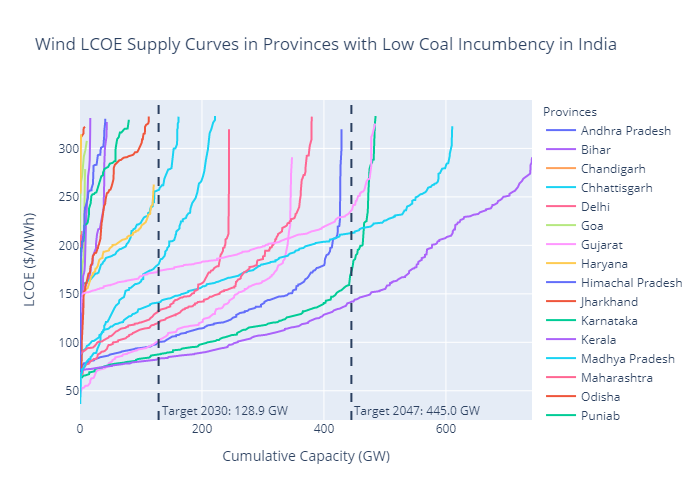 Wind LCOE Supply Curves in Provinces with Low Coal Incumbency in India
LCOE ($/MWh)
300
250
200
150
100
50
0
200
400
600
Cumulative Capacity (GW)
Target 2030: 128.9 GW
Target 2047: 445.0 GW
Provinces
Andhra Pradesh
Bihar
Chandigarh
Chhattisgarh
Delhi
Goa
Gujarat
Haryana
Himachal Pradesh
Jharkhand
Karnataka
Kerala
Madhya Pradesh
Maharashtra
Odisha
Punjab